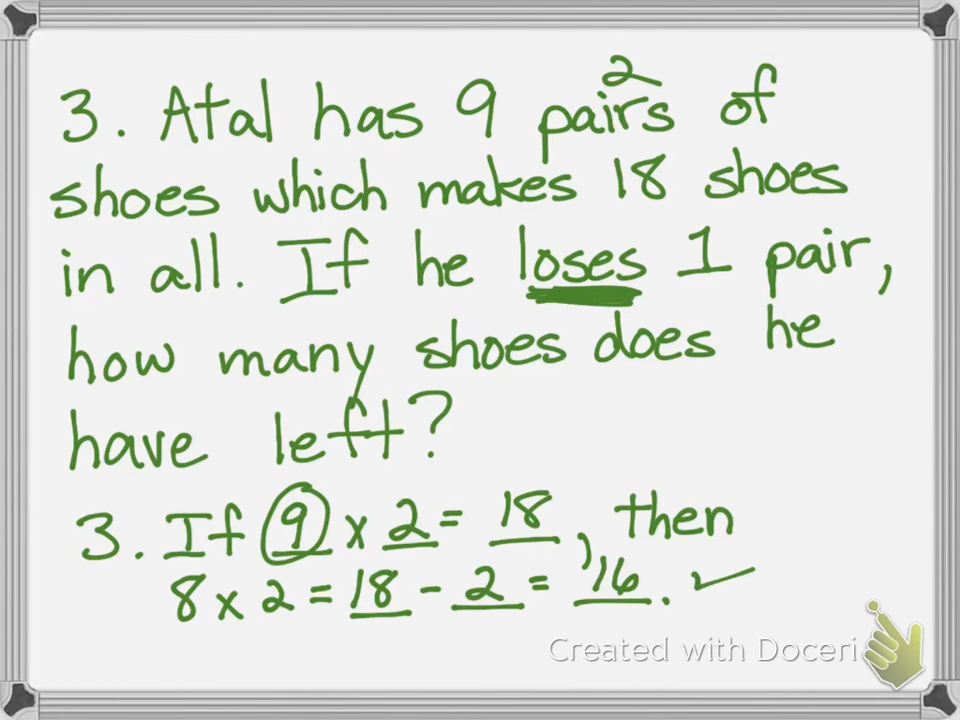 2
3. Atal has 9 pairs of
shoes which makes 18 shoes
in all. If he loses 1 pair,
how many shoes does he
have left?
3. If 9 x 2 = 18, then
8 x 2 = 18 - 2 = 16. ✓
Created with Doceri